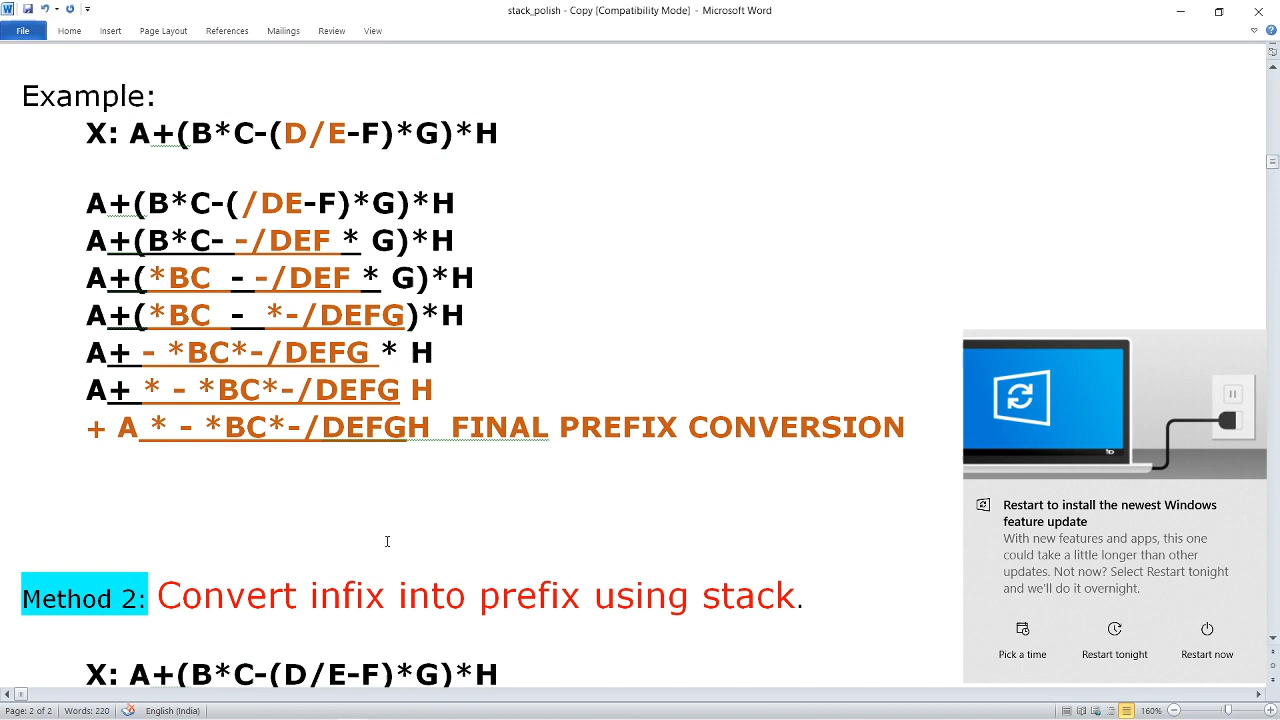 stack_polish - Copy [Compatibility Mode] - Microsoft Word
File Home Insert Page Layout References Mailings Review View
Example:
X: A+(B*C-(D/E-F)*G)*H
A+(B*C-(/DE-F)*G)*H
A+(B*C- -/DEF * G)*H
A+(*BC - -/DEF * G)*H
A+(*BC - *-/DEFG)*H
A+ - *BC*-/DEFG * H
A+ * - *BC*-/DEFG H
+ A * - *BC*-/DEFGH FINAL PREFIX CONVERSION
Method 2: Convert infix into prefix using stack.
X: A+(B*C-(D/E-F)*G)*H
Restart to install the newest Windows
feature update
With new features and apps, this one
could take a little longer than other
updates. Not now? Select Restart tonight
and we'll do it overnight.
Pick a time Restart tonight Restart now
Page: 2 of 2 Words: 220 English (India) 160%